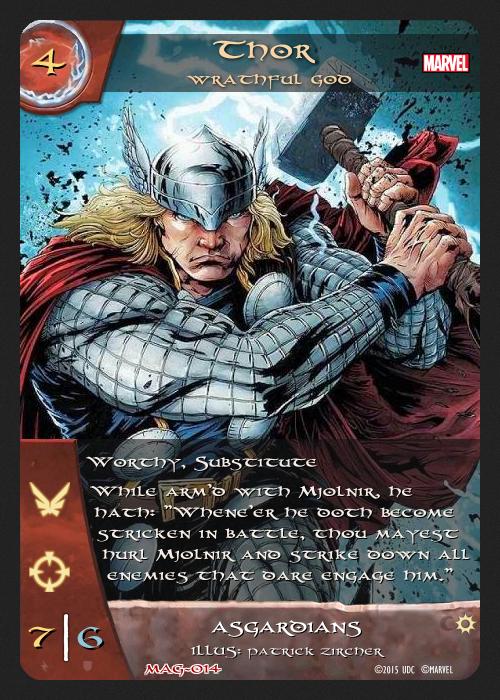 4
Thor
Wrathful God
MARVEL
Worthy, Substitute
While arm'd with Mjolnir, he
hath: "Whene'er he doth become
stricken in battle, thou mayest
hurl Mjolnir and strike down all
enemies that dare engage him."
7|6
Asgardians
Illus: Patrick Zircher
MAG-014
©2015 UDC ©MARVEL